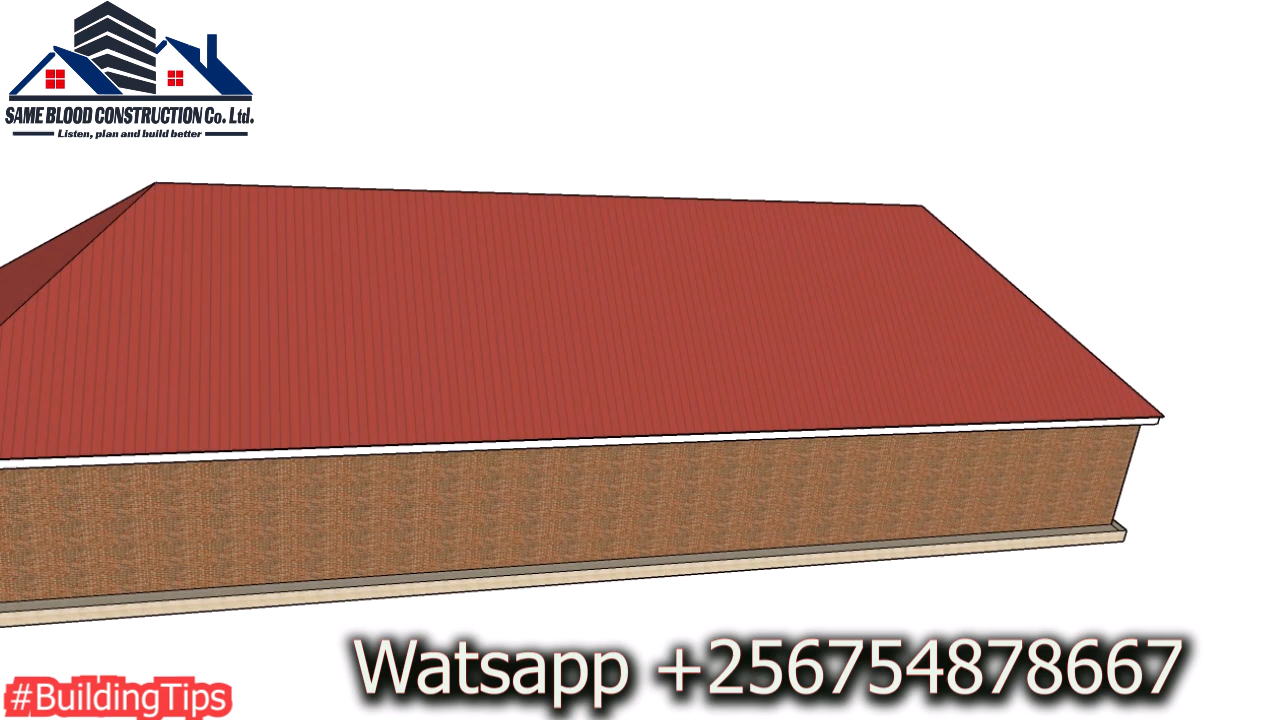 SAME BLOOD CONSTRUCTION Co. Ltd.
Listen, plan and build better
Watsapp +256754878667
#BuildingTips